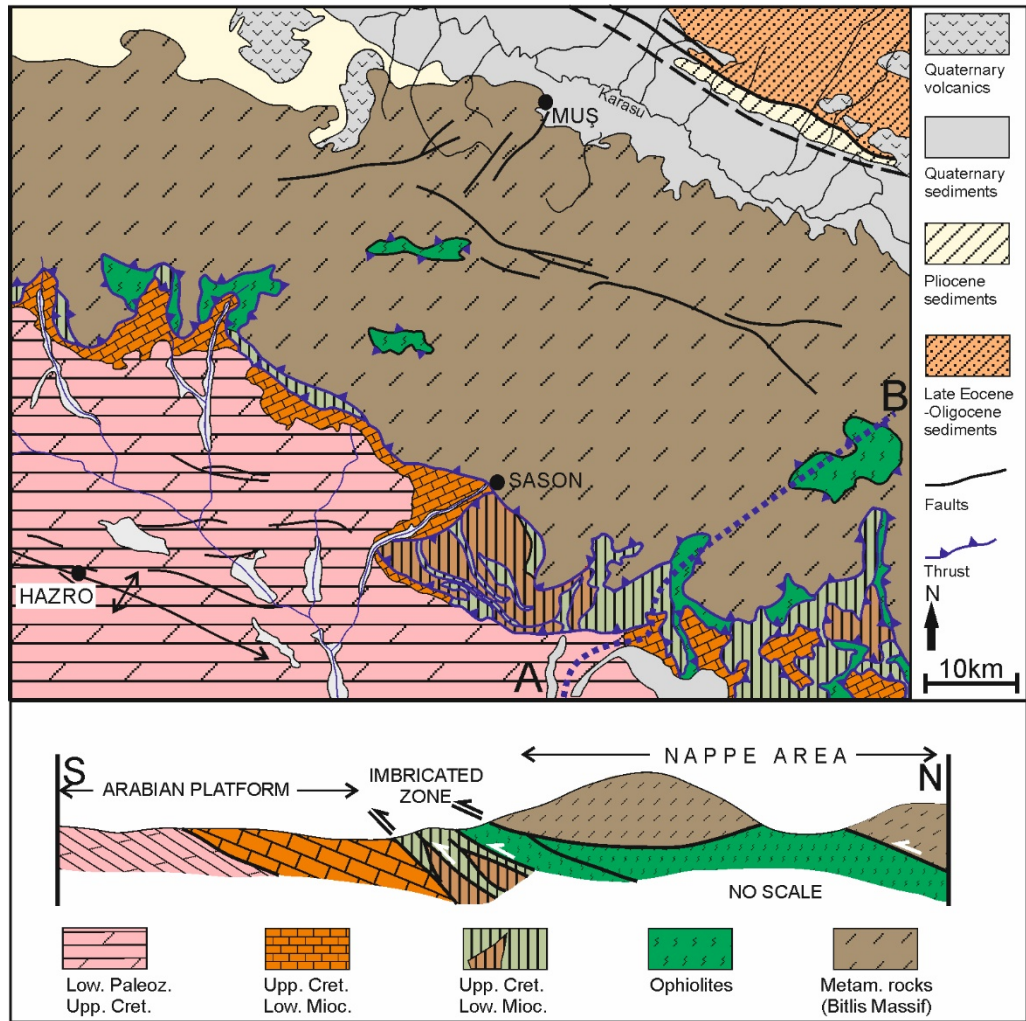 Karasu
MUŞ
SASON
HAZRO
A
B
Quaternary
volcanics
Quaternary
sediments
Pliocene
sediments
Late Eocene
-Oligocene
sediments
Faults
Thrust
N
10km
S
N
ARABIAN PLATFORM
IMBRICATED
ZONE
NAPPE AREA
NO SCALE
Low. Paleoz.
Upp. Cret.
Upp. Cret.
Low. Mioc.
Upp. Cret.
Low. Mioc.
Ophiolites
Metam. rocks
(Bitlis Massif)